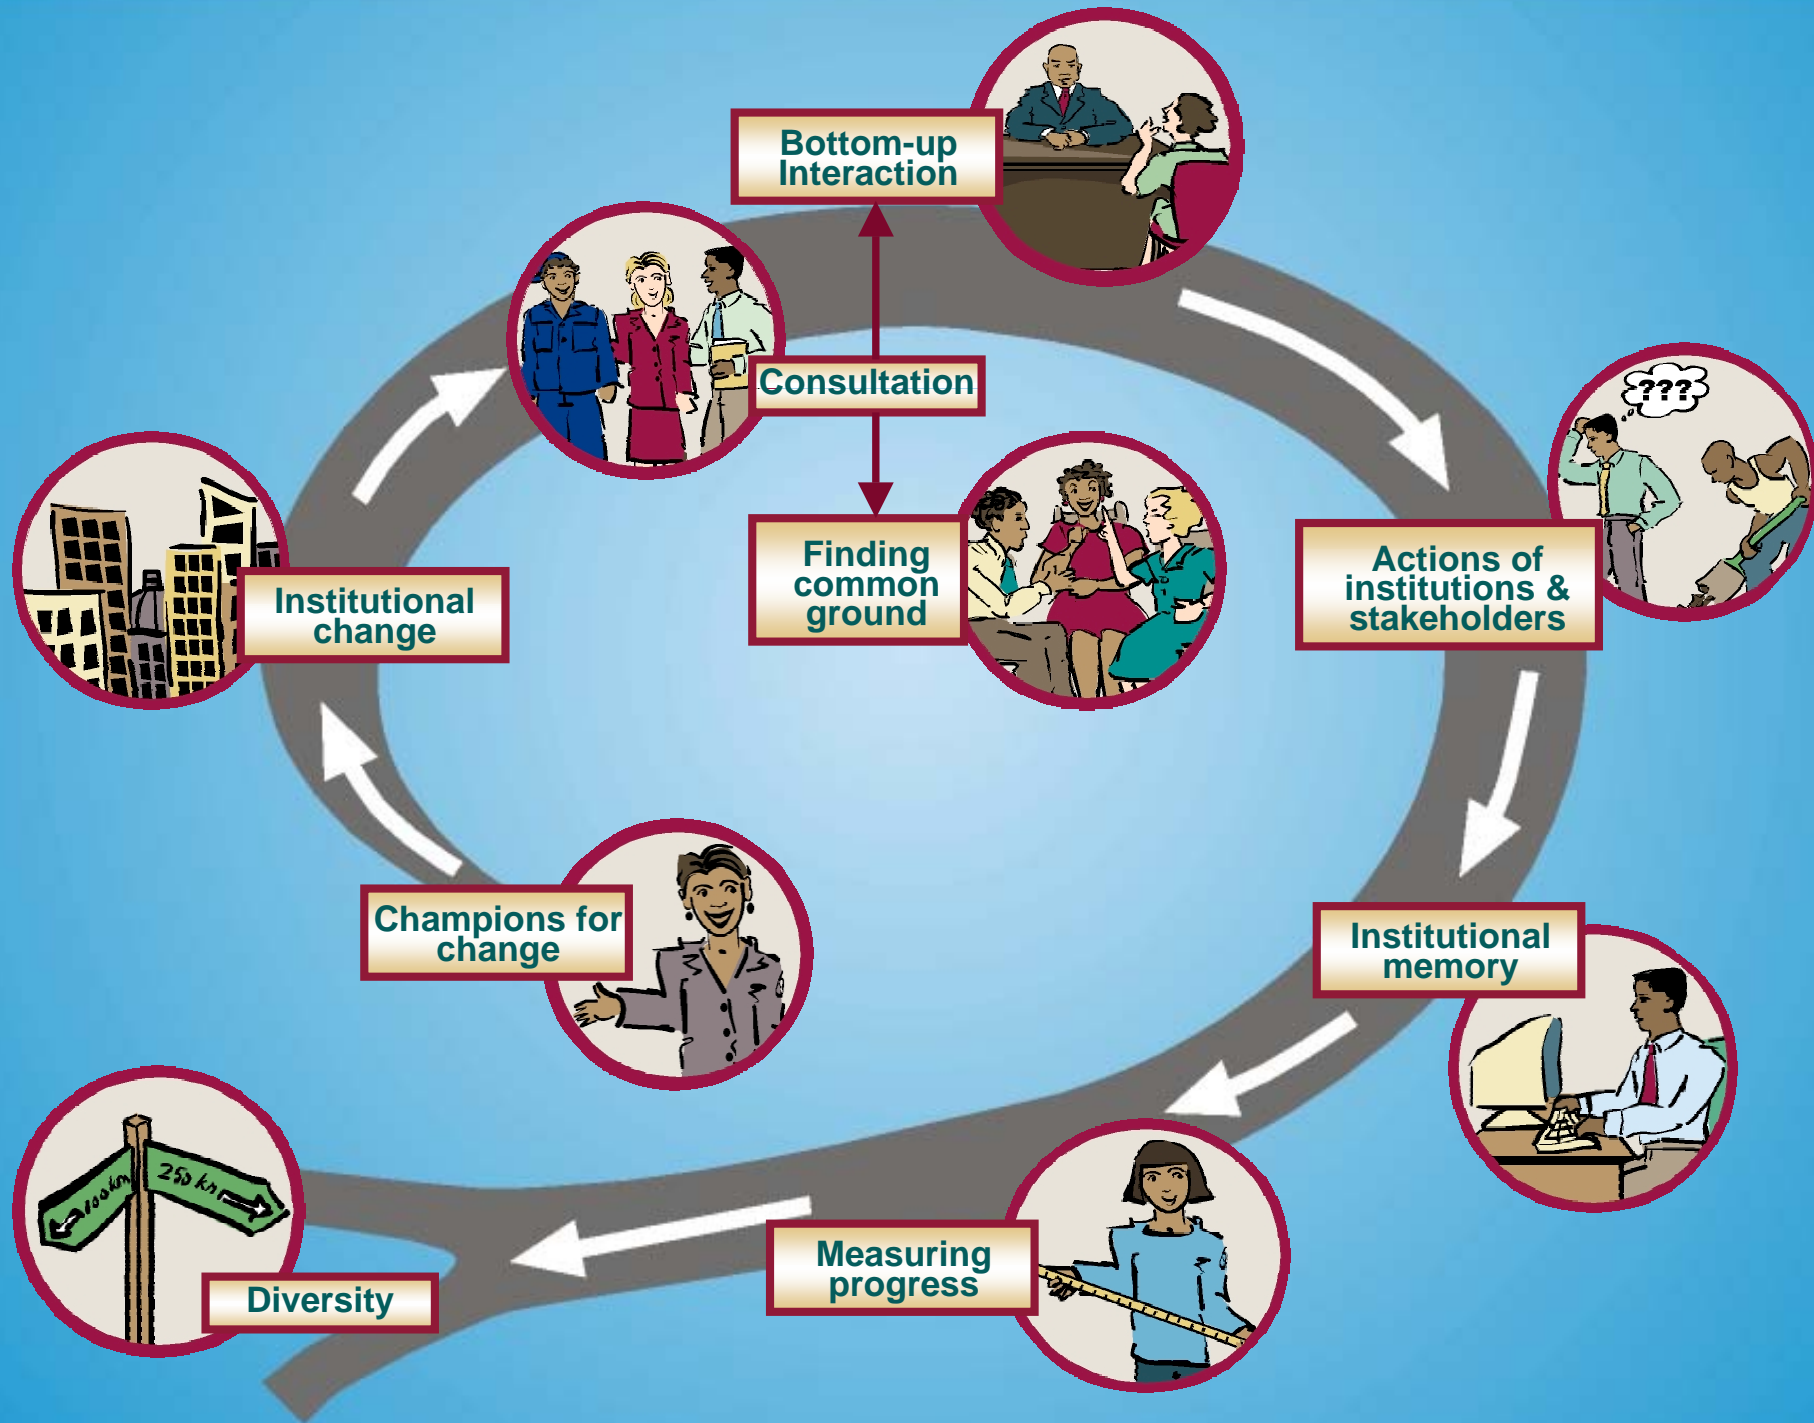 Bottom-up
Interaction
Consultation
???
Finding
common
ground
Actions of
institutions &
stakeholders
Institutional
change
Champions for
change
Institutional
memory
100km
250 km
Measuring
progress
Diversity